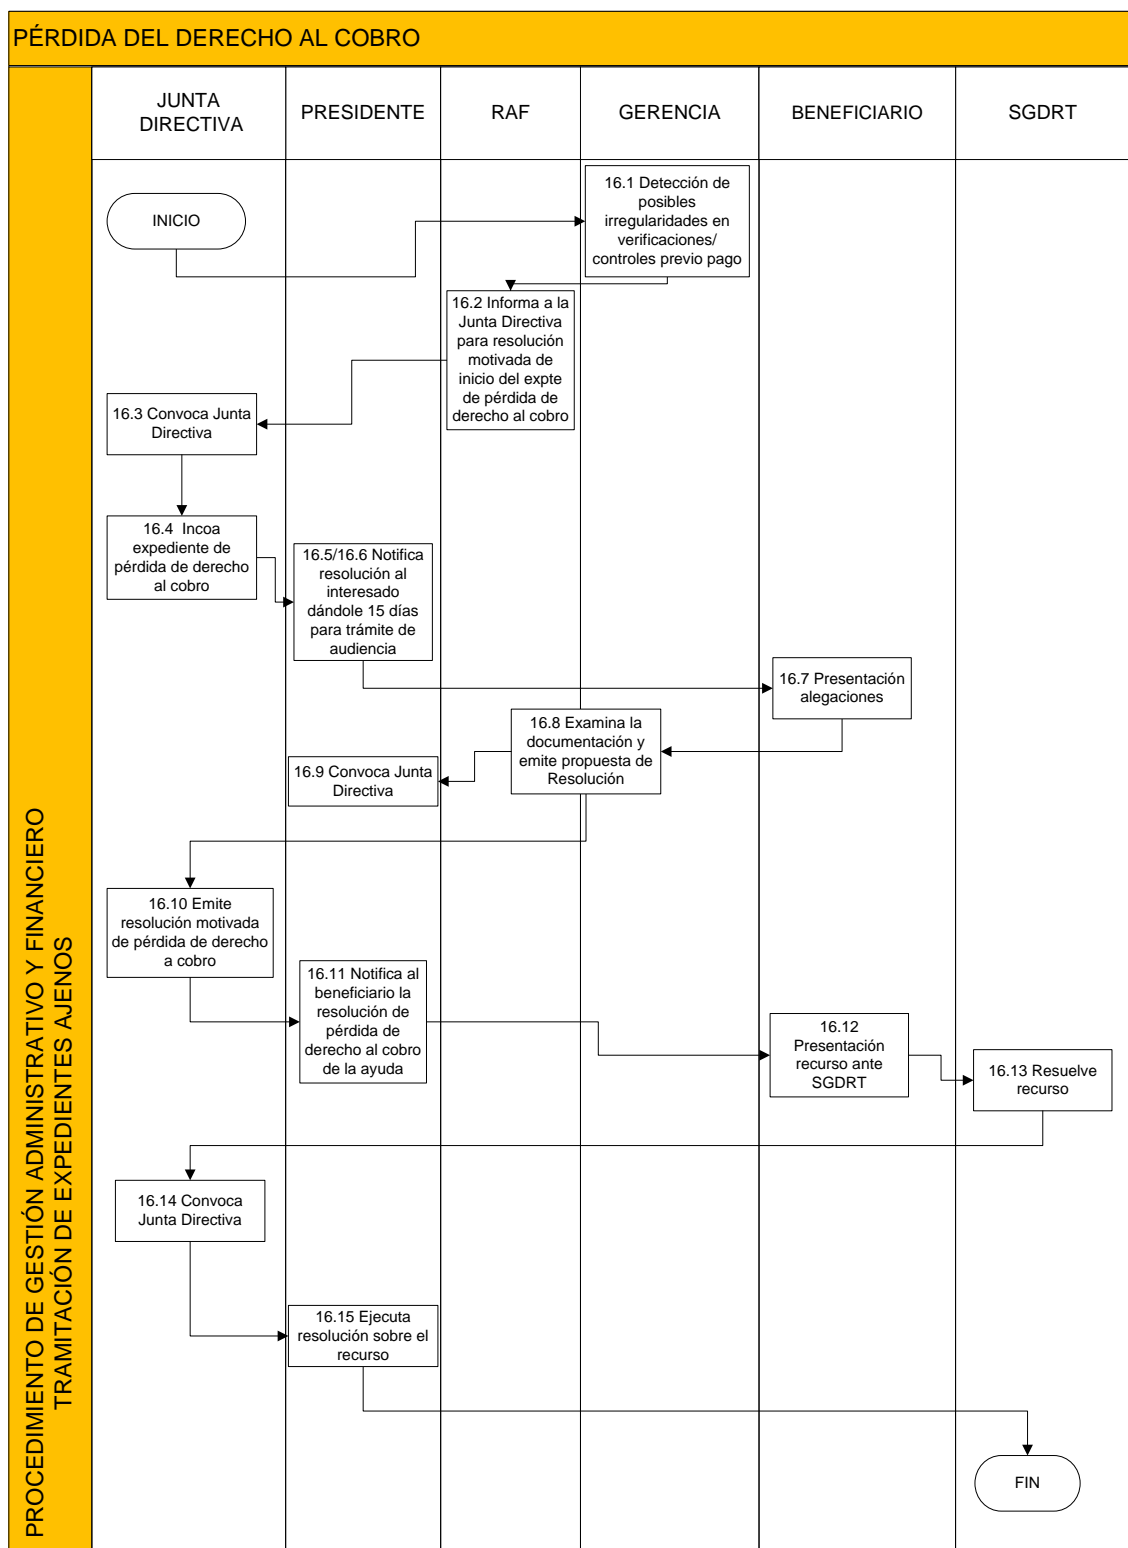 PÉRDIDA DEL DERECHO AL COBRO
PROCEDIMIENTO DE GESTIÓN ADMINISTRATIVO Y FINANCIERO
TRAMITACIÓN DE EXPEDIENTES AJENOS
JUNTA
DIRECTIVA
PRESIDENTE
RAF
GERENCIA
BENEFICIARIO
SGDRT
INICIO
16.1 Detección de
posibles
irregularidades en
verificaciones/
controles previo pago
16.2 Informa a la
Junta Directiva
para resolución
motivada de
inicio del expte
de pérdida de
derecho al cobro
16.3 Convoca Junta
Directiva
16.4  Incoa
expediente de
pérdida de derecho
al cobro
16.5/16.6 Notifica
resolución al
interesado
dándole 15 días
para trámite de
audiencia
16.7 Presentación
alegaciones
16.8 Examina la
documentación y
emite propuesta de
Resolución
16.9 Convoca Junta
Directiva
16.10 Emite
resolución motivada
de pérdida de derecho
a cobro
16.11 Notifica al
beneficiario la
resolución de
pérdida de
derecho al cobro
de la ayuda
16.12
Presentación
recurso ante
SGDRT
16.13 Resuelve
recurso
16.14 Convoca
Junta Directiva
16.15 Ejecuta
resolución sobre el
recurso
FIN